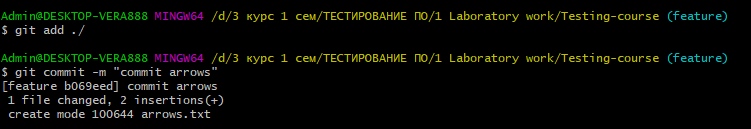 Admin@DESKTOP-VERA888 MINGW64 /d/3 курс 1 сем/ТЕСТИРОВАНИЕ ПО/1 Laboratory work/Testing-course (feature)
$ git add ./
Admin@DESKTOP-VERA888 MINGW64 /d/3 курс 1 сем/ТЕСТИРОВАНИЕ ПО/1 Laboratory work/Testing-course (feature)
$ git commit -m "commit arrows"
[feature b069eed] commit arrows
1 file changed, 2 insertions(+)
create mode 100644 arrows.txt